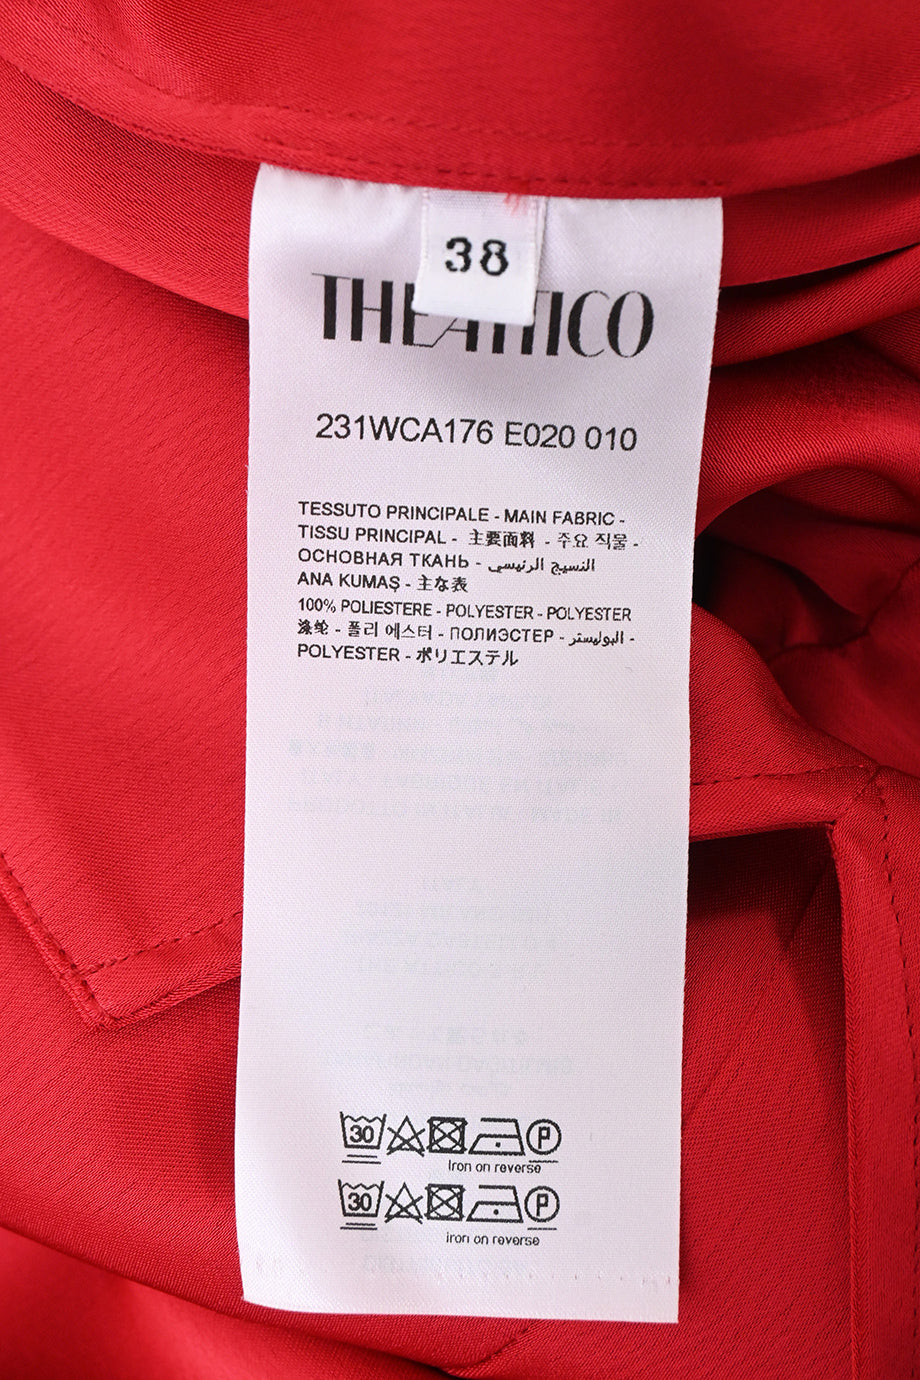 38
THE ATTICO
231WCA176 E020 010
TESSUTO PRINCIPALE - MAIN FABRIC -
TISSU PRINCIPAL - 主要面料 - 주요 직물 -
ОСНОВНАЯ ТКАНЬ - النسيج الرئيسي -
ANA KUMAŞ - 主な表
100% POLIESTERE - POLYESTER - POLYESTER
涤纶 - 폴리 에스터 - ПОЛИЭСТЕР - البوليستر -
POLYESTER - ポリエステル
30 P
Iron on reverse
30 P
Iron on reverse